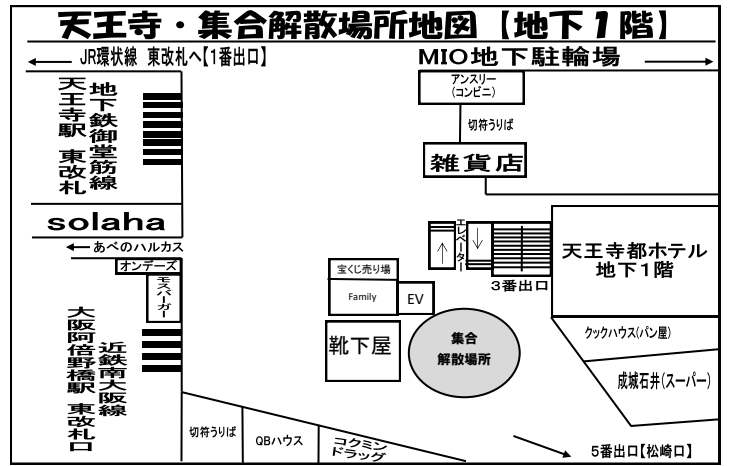 天王寺・集合解散場所地図【地下1階】
JR環状線 東改札へ【1番出口】
MIO地下駐輪場
アンスリー
(コンビニ)
切符うりば
雑貨店
地下鉄御堂筋線
天王寺駅 東改札
solaha
あべのハルカス
オンデーズ
モスバーガー
近鉄南大阪線
大阪阿倍野橋駅 東改札口
エレベーター
3番出口
天王寺都ホテル
地下1階
宝くじ売り場
Family
EV
靴下屋
集合
解散場所
クックハウス(パン屋)
成城石井(スーパー)
切符うりば
QBハウス
コクミン
ドラッグ
5番出口【松崎口】